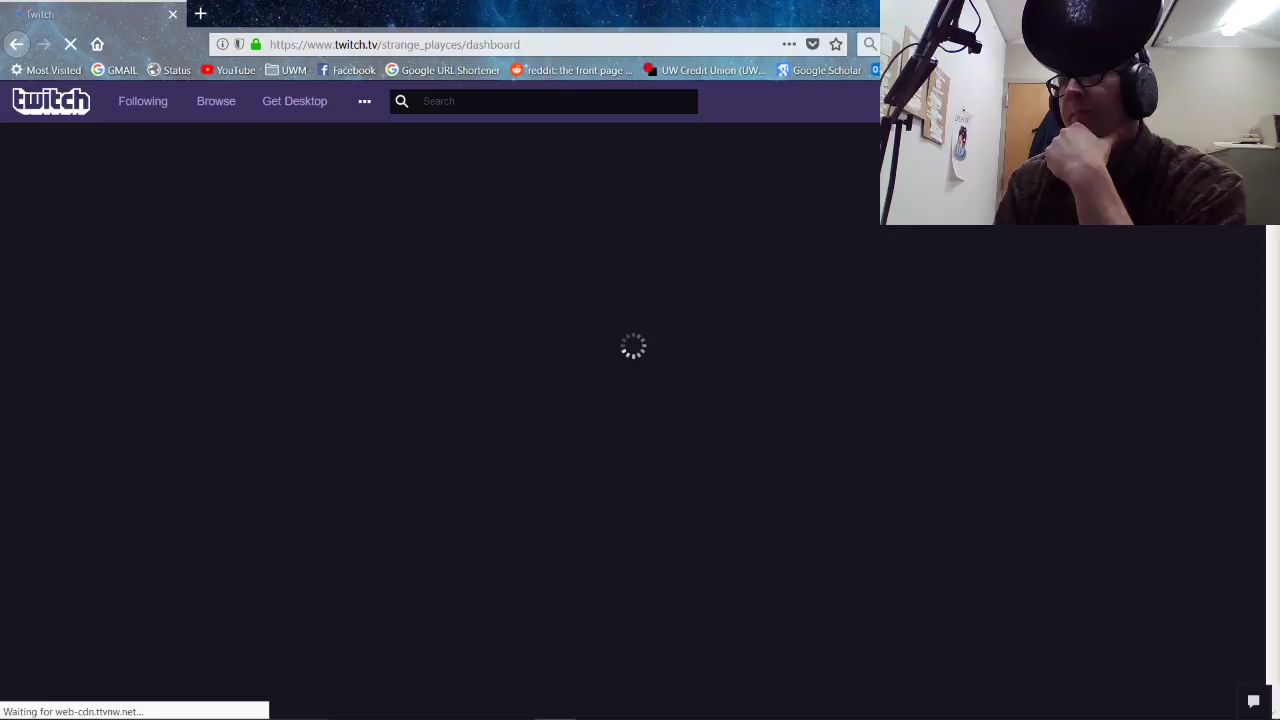 Twitch
https://www.twitch.tv/strange_playces/dashboard
Most Visited GMAIL Status YouTube UWM Facebook Google URL Shortener reddit: the front page ... UW Credit Union (UW... Google Scholar
twitch Following Browse Get Desktop Search
Waiting for web-cdn.ttvnw.net...